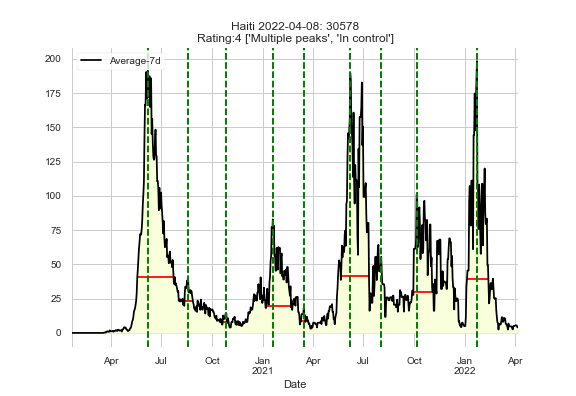 Haiti 2022-04-08: 30578
Rating:4 ['Multiple peaks', 'In control']
Average-7d
200
175
150
125
100
75
50
25
0
Apr Jul Oct Jan Apr Jul Oct Jan Apr
2021 2022
Date